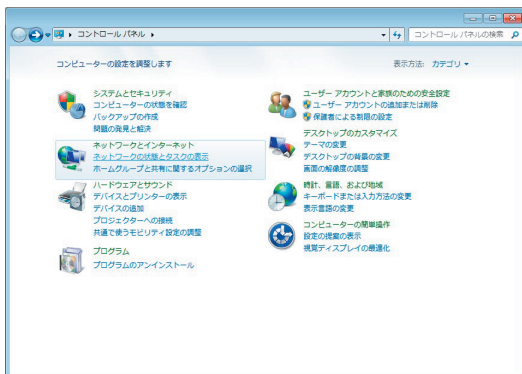 コントロール パネル
コントロール パネルの検索
コンピューターの設定を調整します
表示方法: カテゴリ
システムとセキュリティ
コンピューターの状態を確認
バックアップの作成
問題の発見と解決
ネットワークとインターネット
ネットワークの状態とタスクの表示
ホームグループと共有に関するオプションの選択
ハードウェアとサウンド
デバイスとプリンターの表示
デバイスの追加
プロジェクターへの接続
共通で使うモビリティ設定の調整
プログラム
プログラムのアンインストール
ユーザー アカウントと家族のための安全設定
ユーザー アカウントの追加または削除
保護者による制限の設定
デスクトップのカスタマイズ
テーマの変更
デスクトップの背景の変更
画面の解像度の調整
時計、言語、および地域
キーボードまたは入力方法の変更
表示言語の変更
コンピューターの簡単操作
設定の提案の表示
視覚ディスプレイの最適化